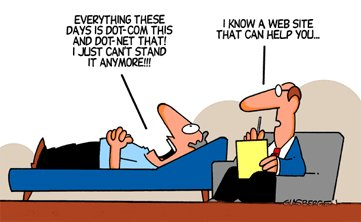 EVERYTHING THESE
DAYS IS DOT-COM THIS
AND DOT-NET THAT!
I JUST CAN'T STAND
IT ANYMORE!!!
I KNOW A WEB SITE
THAT CAN HELP YOU...
GLASBERGEN